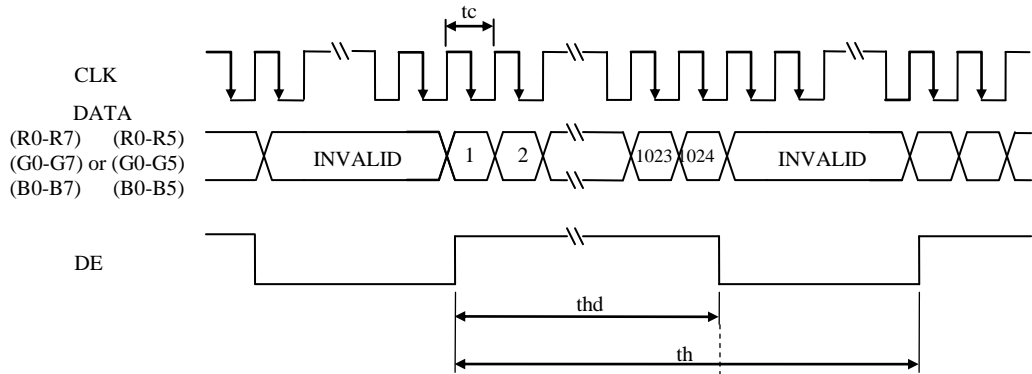 tc
CLK
DATA
(R0-R7) (R0-R5)
(G0-G7) or (G0-G5)
(B0-B7) (B0-B5)
INVALID 1 2 1023 1024 INVALID
DE
thd
th